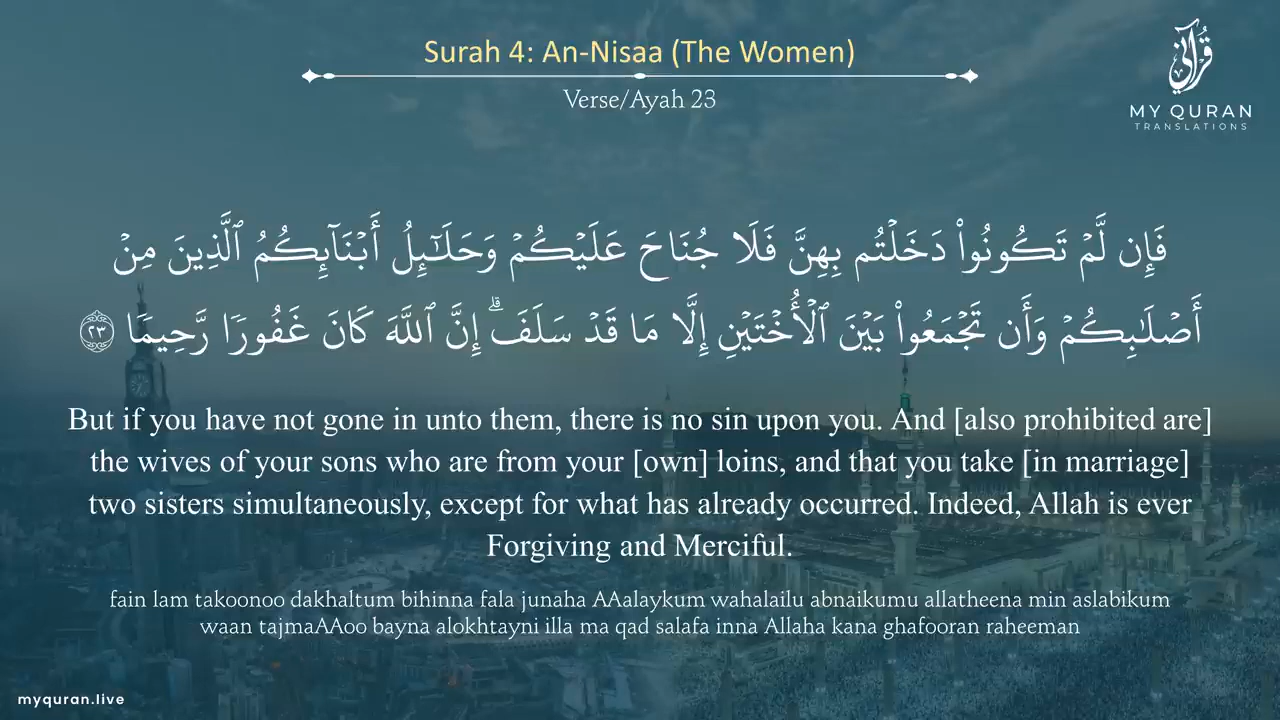 Surah 4: An-Nisaa (The Women)
Verse/Ayah 23
قرآني
MY QURAN
TRANSLATIONS
فَإِن لَّمْ تَكُونُوا۟ دَخَلْتُم بِهِنَّ فَلَا جُنَاحَ عَلَيْكُمْ وَحَلَـٰٓئِلُ أَبْنَآئِكُمُ ٱلَّذِينَ مِنْ
أَصْلَـٰبِكُمْ وَأَن تَجْمَعُوا۟ بَيْنَ ٱلْأُخْتَيْنِ إِلَّا مَا قَدْ سَلَفَ ۗ إِنَّ ٱللَّهَ كَانَ غَفُورًا رَّحِيمًا ٢٣
But if you have not gone in unto them, there is no sin upon you. And [also prohibited are]
the wives of your sons who are from your [own] loins, and that you take [in marriage]
two sisters simultaneously, except for what has already occurred. Indeed, Allah is ever
Forgiving and Merciful.
fain lam takoonoo dakhaltum bihinna fala junaha AAalaykum wahalailu abnaikumu allatheena min aslabikum
waan tajmaAAoo bayna alokhtayni illa ma qad salafa inna Allaha kana ghafooran raheeman
myquran.live